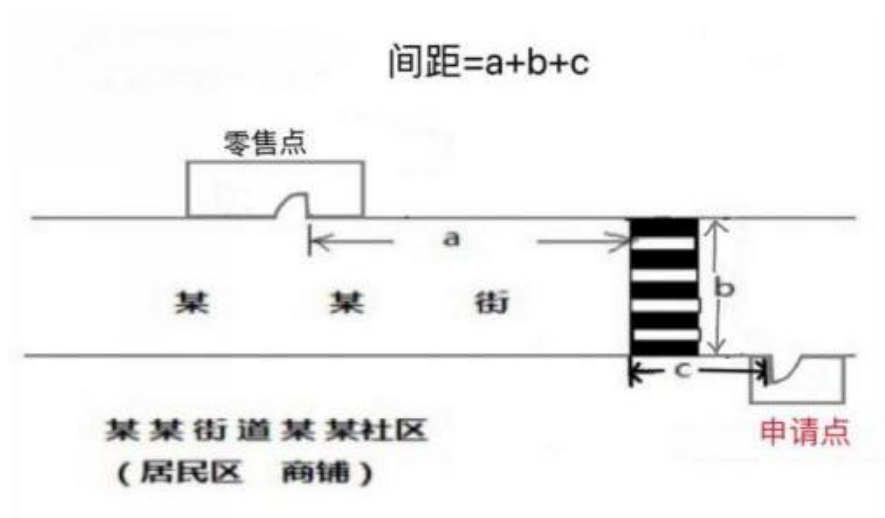 间距=a+b+c
零售点
a
某 某 街
b
c
申请点
某某街道某某社区
（居民区 商铺）